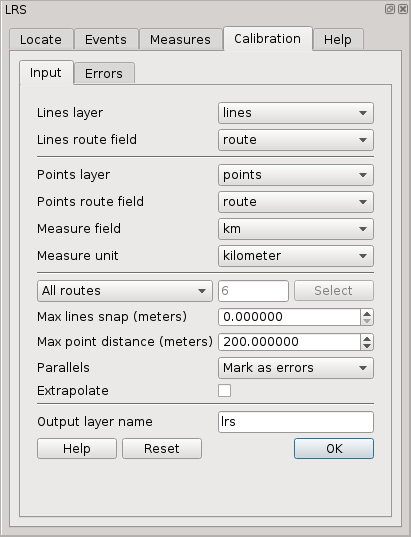 LRS
Locate Events Measures Calibration Help
Input Errors
Lines layer lines
Lines route field route
Points layer points
Points route field route
Measure field km
Measure unit kilometer
All routes 6 Select
Max lines snap (meters) 0.000000
Max point distance (meters) 200.000000
Parallels Mark as errors
Extrapolate
Output layer name lrs
Help Reset OK